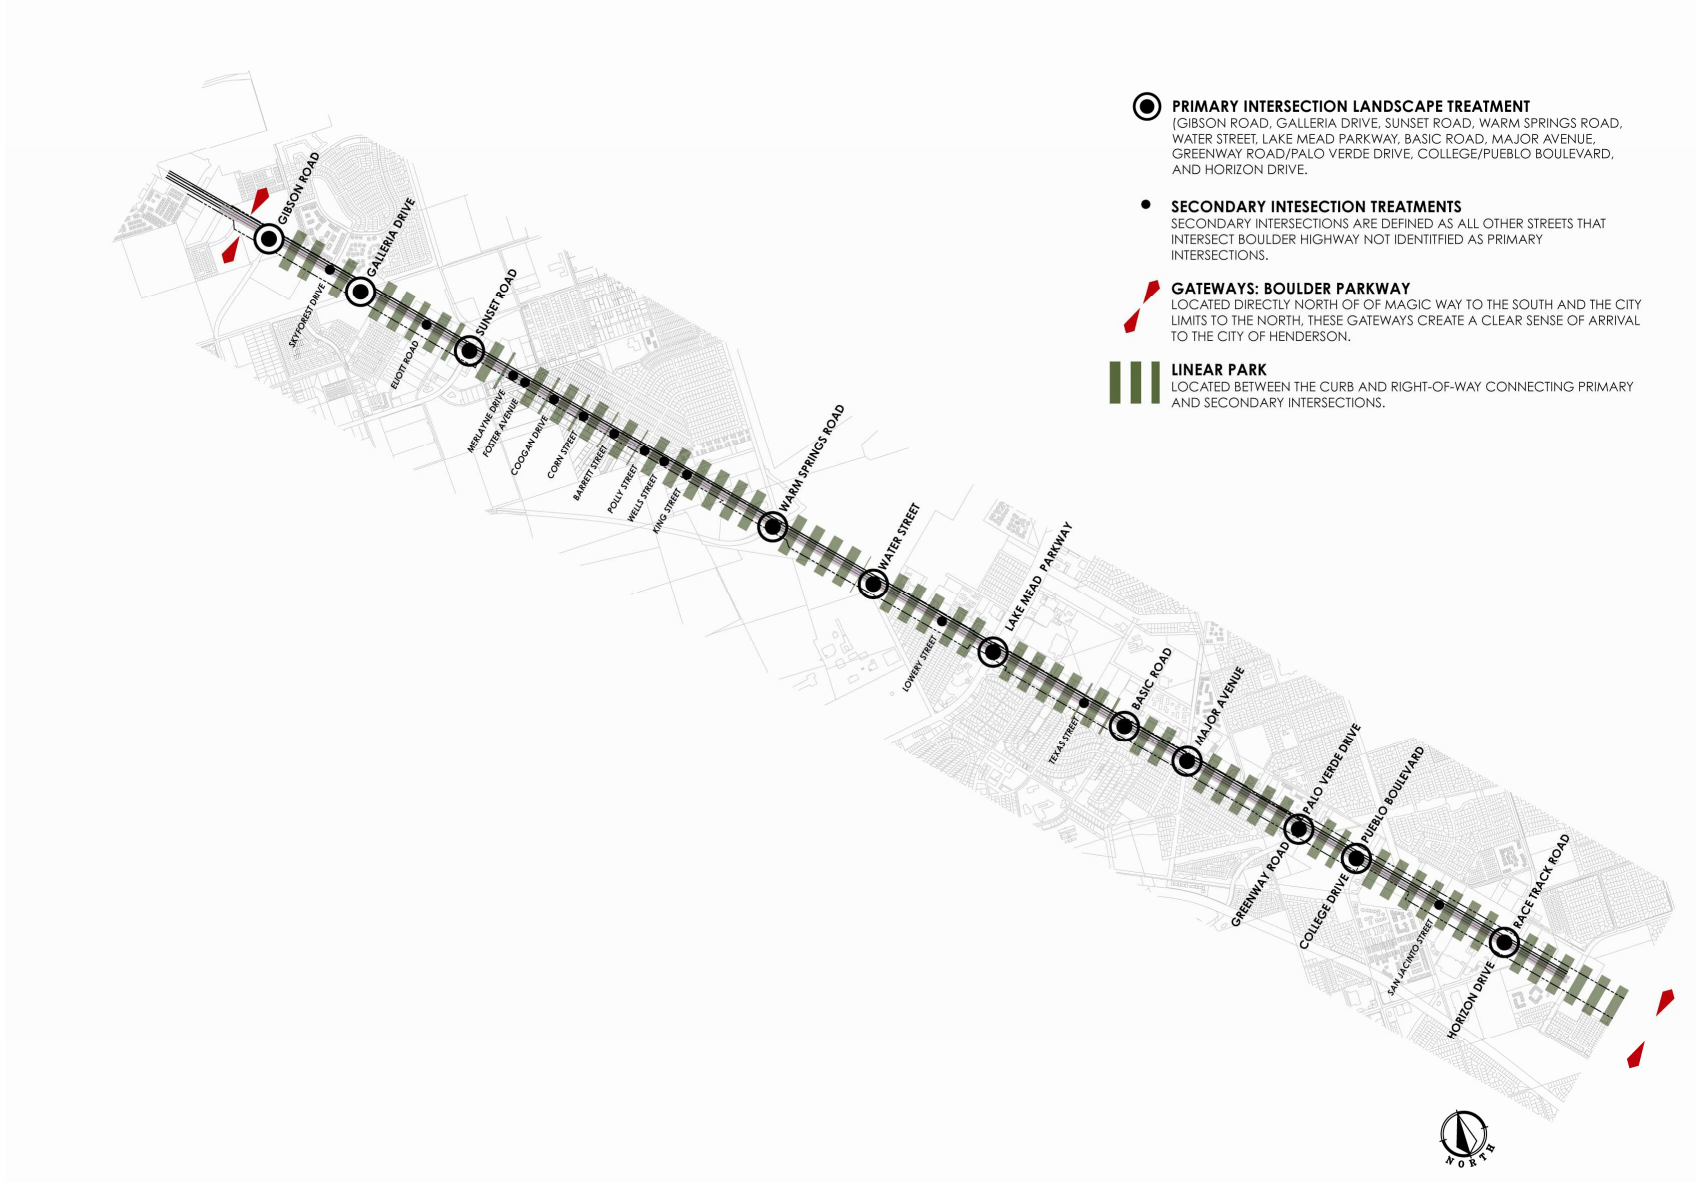 PRIMARY INTERSECTION LANDSCAPE TREATMENT
(GIBSON ROAD, GALLERIA DRIVE, SUNSET ROAD, WARM SPRINGS ROAD,
WATER STREET, LAKE MEAD PARKWAY, BASIC ROAD, MAJOR AVENUE,
GREENWAY ROAD/PALO VERDE DRIVE, COLLEGE/PUEBLO BOULEVARD,
AND HORIZON DRIVE.
SECONDARY INTESECTION TREATMENTS
SECONDARY INTERSECTIONS ARE DEFINED AS ALL OTHER STREETS THAT
INTERSECT BOULDER HIGHWAY NOT IDENTITFIED AS PRIMARY
INTERSECTIONS.
GATEWAYS: BOULDER PARKWAY
LOCATED DIRECTLY NORTH OF OF MAGIC WAY TO THE SOUTH AND THE CITY
LIMITS TO THE NORTH, THESE GATEWAYS CREATE A CLEAR SENSE OF ARRIVAL
TO THE CITY OF HENDERSON.
LINEAR PARK
LOCATED BETWEEN THE CURB AND RIGHT-OF-WAY CONNECTING PRIMARY
AND SECONDARY INTERSECTIONS.
GIBSON ROAD
SKYFOREST DRIVE
GALLERIA DRIVE
ELIOTT ROAD
SUNSET ROAD
MERLAYNE DRIVE
FOSTER AVENUE
COOGAN DRIVE
CORN STREET
BARRETT STREET
POLLY STREET
WELLS STREET
KING STREET
WARM SPRINGS ROAD
WATER STREET
LOWERY STREET
LAKE MEAD PARKWAY
TEXAS STREET
BASIC ROAD
MAJOR AVENUE
PALO VERDE DRIVE
GREENWAY ROAD
PUEBLO BOULEVARD
COLLEGE DRIVE
SAN JACINTO STREET
RACE TRACK ROAD
HORIZON DRIVE
NORTH